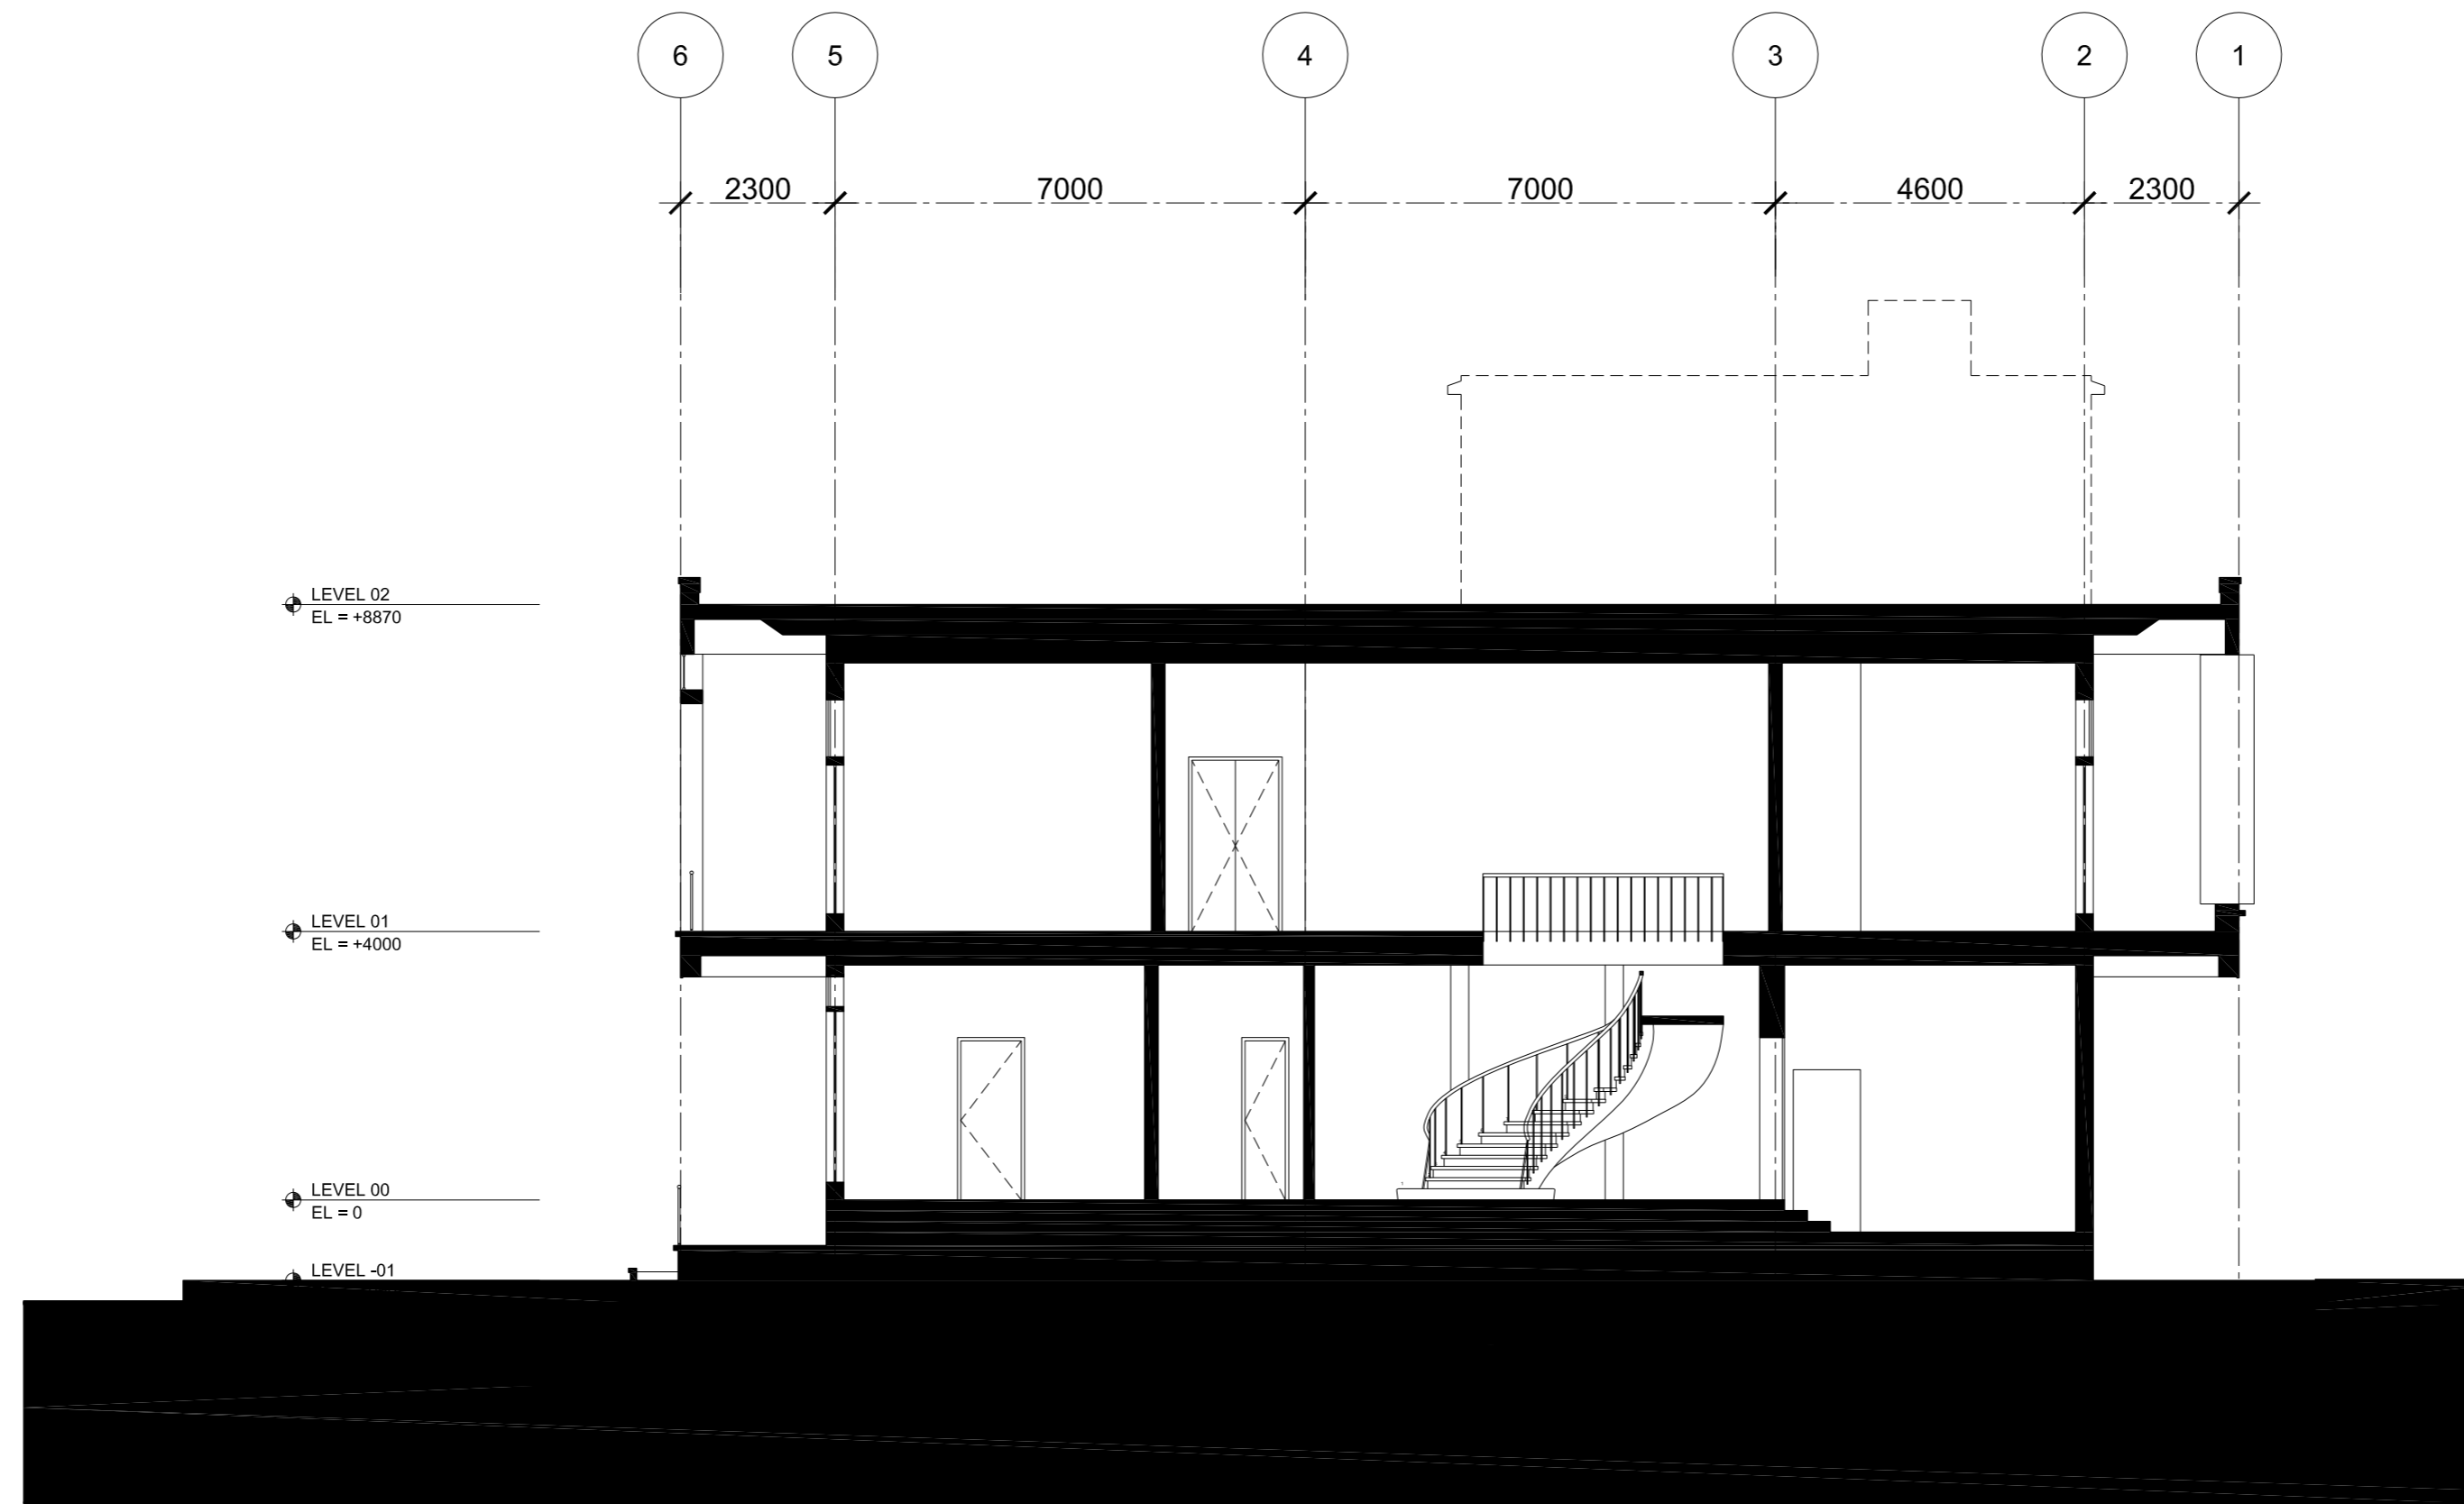 6 5 4 3 2 1
2300 7000 7000 4600 2300
LEVEL 02
EL = +8870
LEVEL 01
EL = +4000
LEVEL 00
EL = 0
LEVEL -01